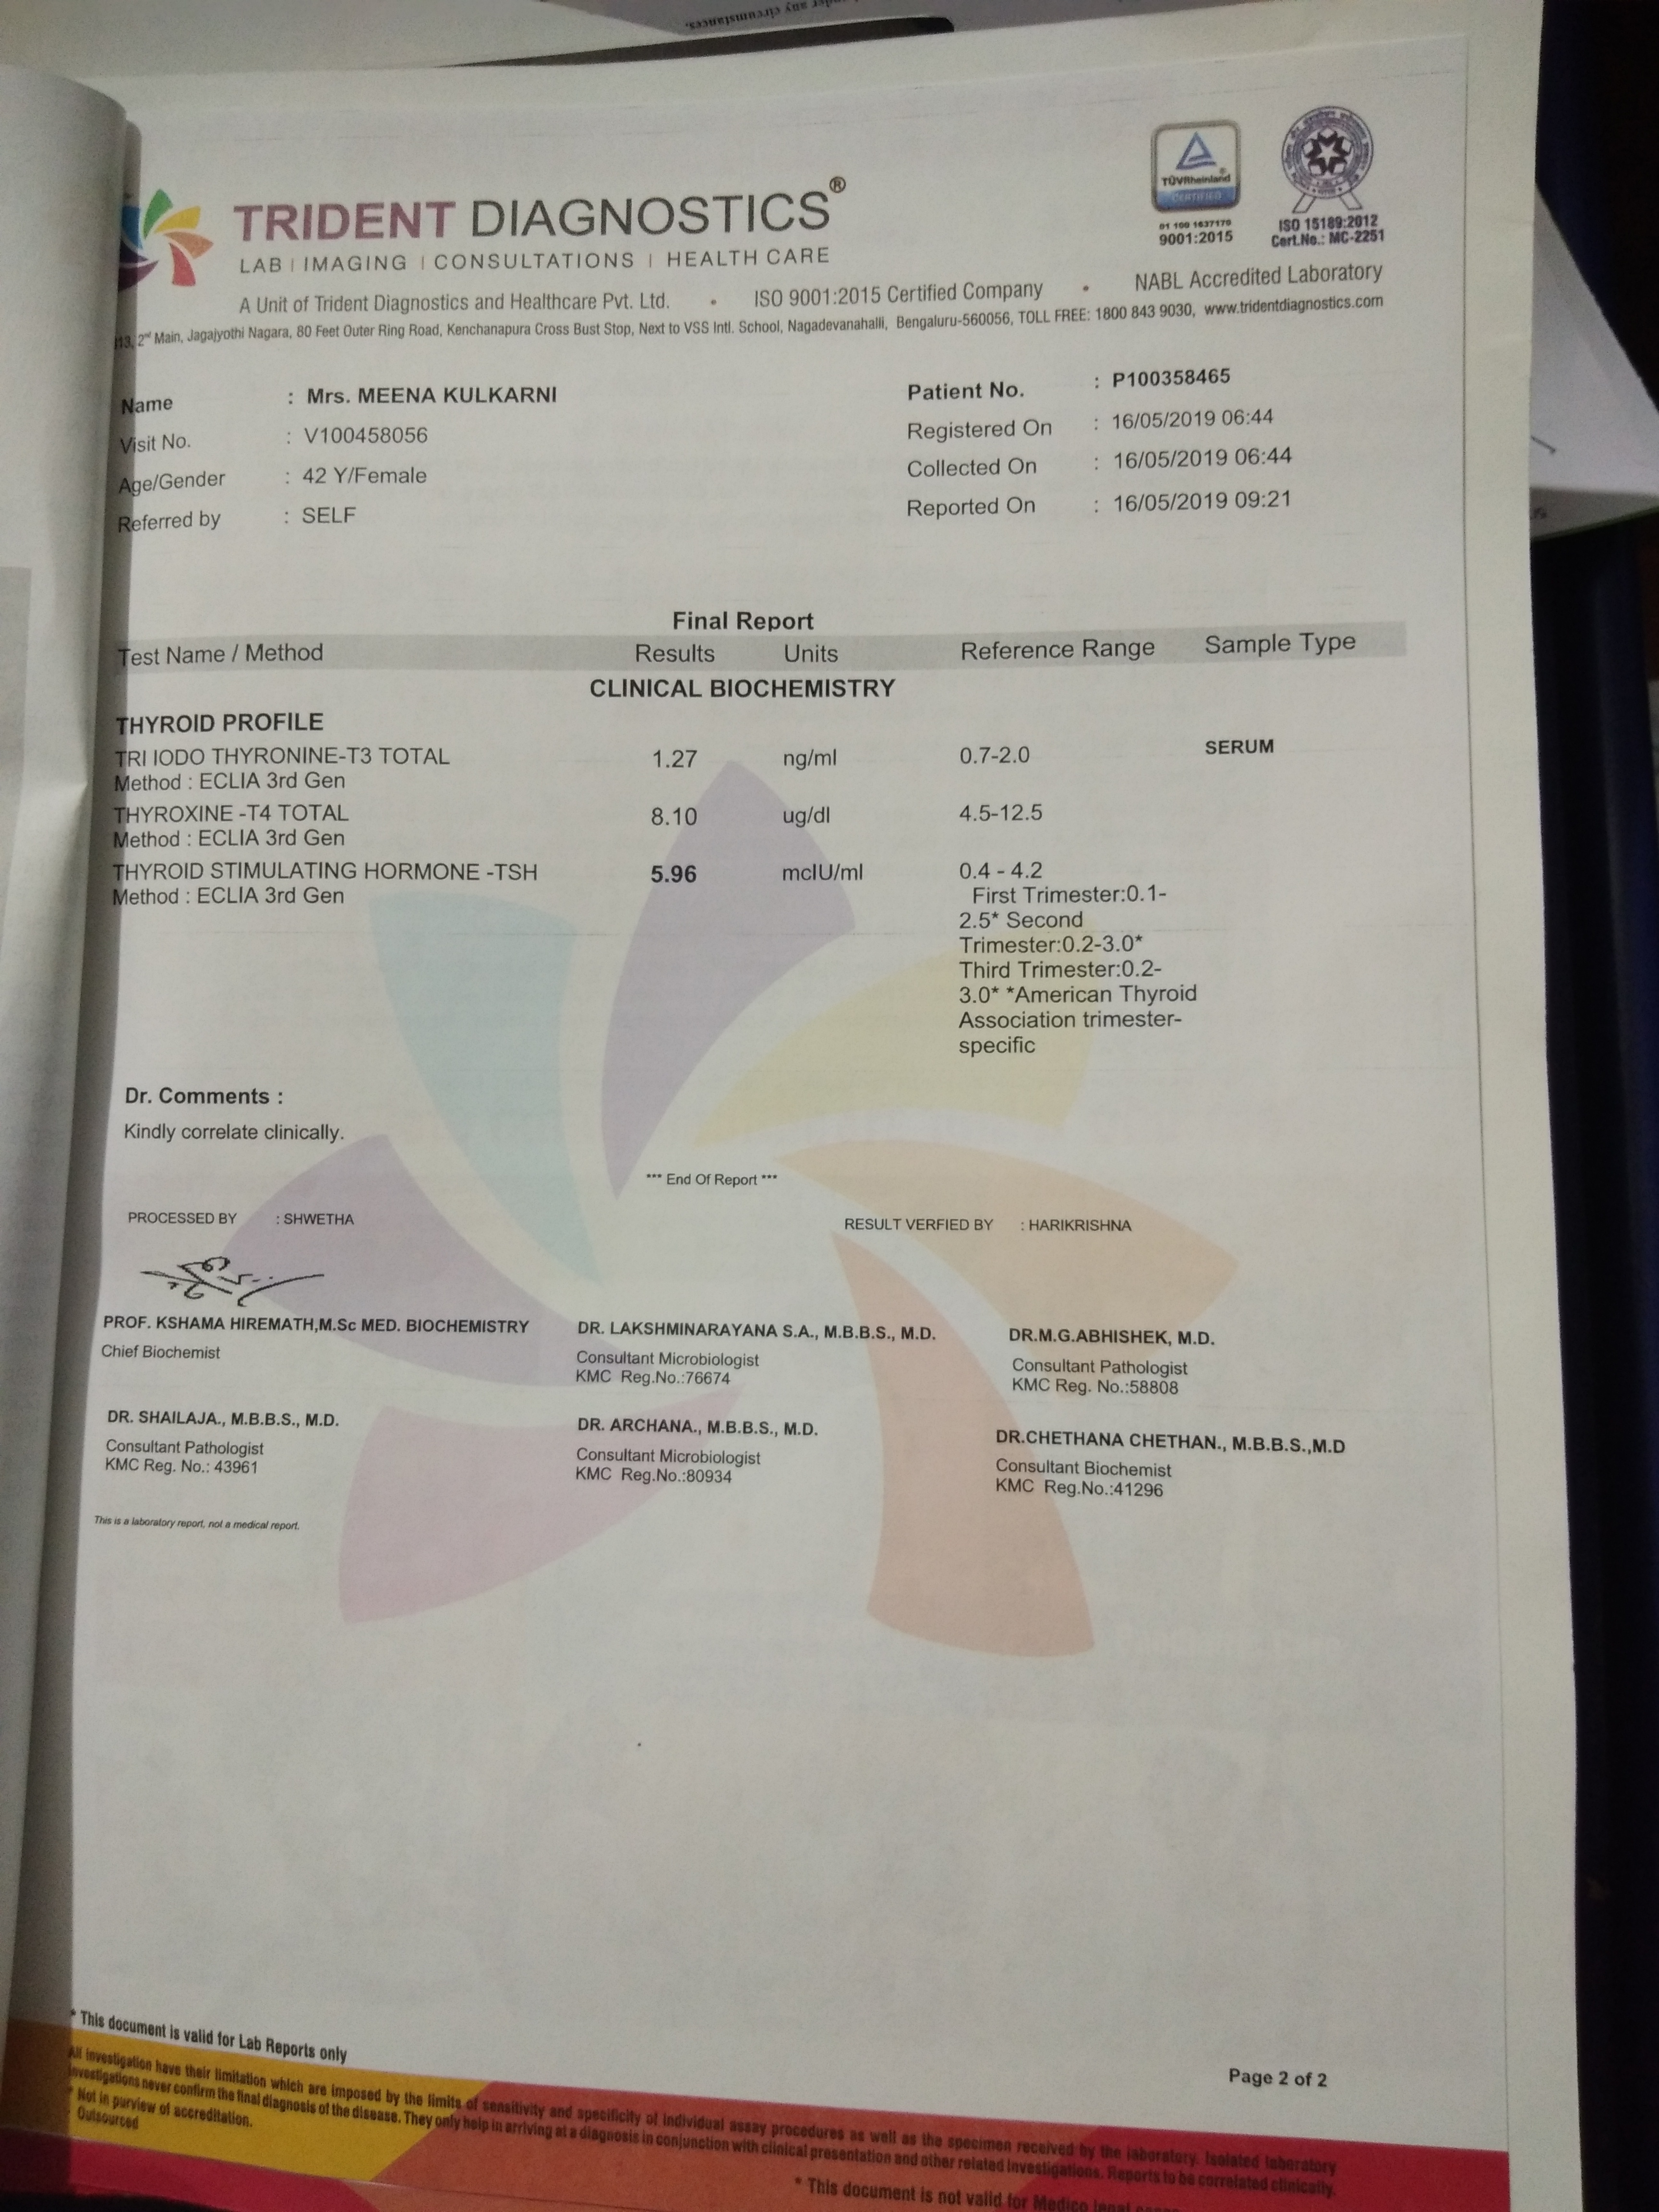 under any circumstances.
TÜVRheinland
CERTIFIED
01 100 1637170
9001:2015
ISO 15189:2012
Cert.No.: MC-2251
TRIDENT DIAGNOSTICS®
LAB | IMAGING | CONSULTATIONS | HEALTH CARE
A Unit of Trident Diagnostics and Healthcare Pvt. Ltd. • ISO 9001:2015 Certified Company • NABL Accredited Laboratory
2nd Main, Jagajyothi Nagara, 80 Feet Outer Ring Road, Kenchanapura Cross Bust Stop, Next to VSS Intl. School, Nagadevanahalli, Bengaluru-560056, TOLL FREE: 1800 843 9030, www.tridentdiagnostics.com
Name : Mrs. MEENA KULKARNI Patient No. : P100358465
Visit No. : V100458056 Registered On : 16/05/2019 06:44
Age/Gender : 42 Y/Female Collected On : 16/05/2019 06:44
Referred by : SELF Reported On : 16/05/2019 09:21
Final Report
Test Name / Method Results Units Reference Range Sample Type
CLINICAL BIOCHEMISTRY
THYROID PROFILE
TRI IODO THYRONINE-T3 TOTAL 1.27 ng/ml 0.7-2.0 SERUM
Method : ECLIA 3rd Gen
THYROXINE -T4 TOTAL 8.10 ug/dl 4.5-12.5
Method : ECLIA 3rd Gen
THYROID STIMULATING HORMONE -TSH 5.96 mcIU/ml 0.4 - 4.2
Method : ECLIA 3rd Gen First Trimester:0.1-
2.5* Second
Trimester:0.2-3.0*
Third Trimester:0.2-
3.0* *American Thyroid
Association trimester-
specific
Dr. Comments :
Kindly correlate clinically.
*** End Of Report ***
PROCESSED BY : SHWETHA RESULT VERFIED BY : HARIKRISHNA
PROF. KSHAMA HIREMATH,M.Sc MED. BIOCHEMISTRY DR. LAKSHMINARAYANA S.A., M.B.B.S., M.D. DR.M.G.ABHISHEK, M.D.
Chief Biochemist Consultant Microbiologist Consultant Pathologist
KMC Reg.No.:76674 KMC Reg. No.:58808
DR. SHAILAJA., M.B.B.S., M.D. DR. ARCHANA., M.B.B.S., M.D. DR.CHETHANA CHETHAN., M.B.B.S.,M.D
Consultant Pathologist Consultant Microbiologist Consultant Biochemist
KMC Reg. No.: 43961 KMC Reg.No.:80934 KMC Reg.No.:41296
This is a laboratory report, not a medical report.
* This document is valid for Lab Reports only
Page 2 of 2
All investigation have their limitation which are imposed by the limits of sensitivity and specificity of individual assay procedures as well as the specimen received by the laboratory. Isolated laboratory
investigations never confirm the final diagnosis of the disease. They only help in arriving at a diagnosis in conjunction with clinical presentation and other related investigations. Reports to be correlated clinically.
* Not in purview of accreditation.
Outsourced
* This document is not valid for Medico legal